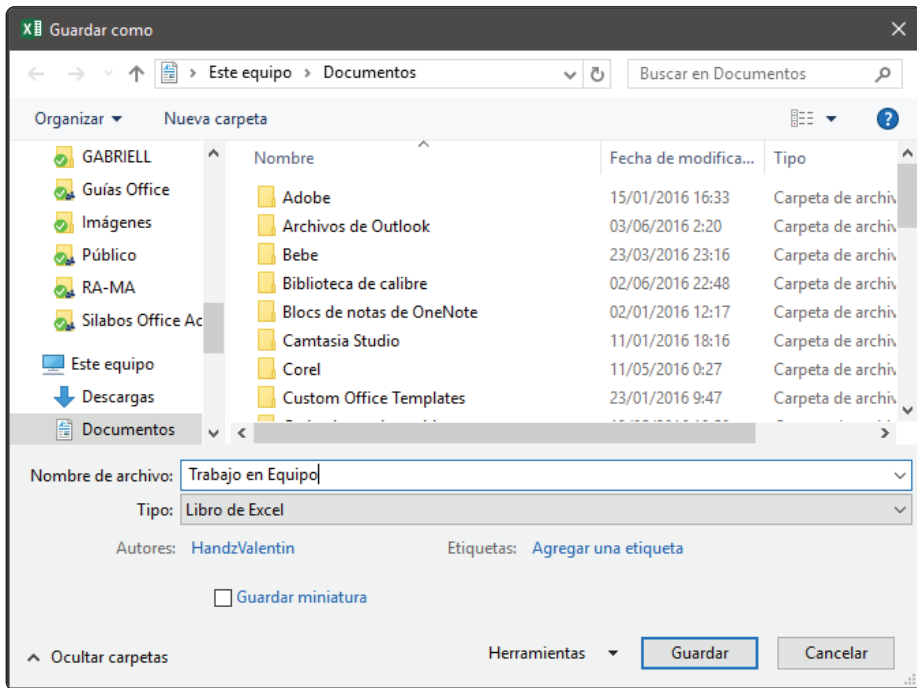 Guardar como
Este equipo > Documentos
Buscar en Documentos
Organizar
Nueva carpeta
?
GABRIELL
Guías Office
Imágenes
Público
RA-MA
Silabos Office Ac
Este equipo
Descargas
Documentos
Nombre Fecha de modifica... Tipo
Adobe 15/01/2016 16:33 Carpeta de archiv
Archivos de Outlook 03/06/2016 2:20 Carpeta de archiv
Bebe 23/03/2016 23:16 Carpeta de archiv
Biblioteca de calibre 02/06/2016 22:48 Carpeta de archiv
Blocs de notas de OneNote 02/01/2016 12:17 Carpeta de archiv
Camtasia Studio 11/01/2016 18:16 Carpeta de archiv
Corel 11/05/2016 0:27 Carpeta de archiv
Custom Office Templates 23/01/2016 9:47 Carpeta de archiv
Nombre de archivo: Trabajo en Equipo
Tipo: Libro de Excel
Autores: HandzValentin Etiquetas: Agregar una etiqueta
Guardar miniatura
Ocultar carpetas
Herramientas
Guardar
Cancelar